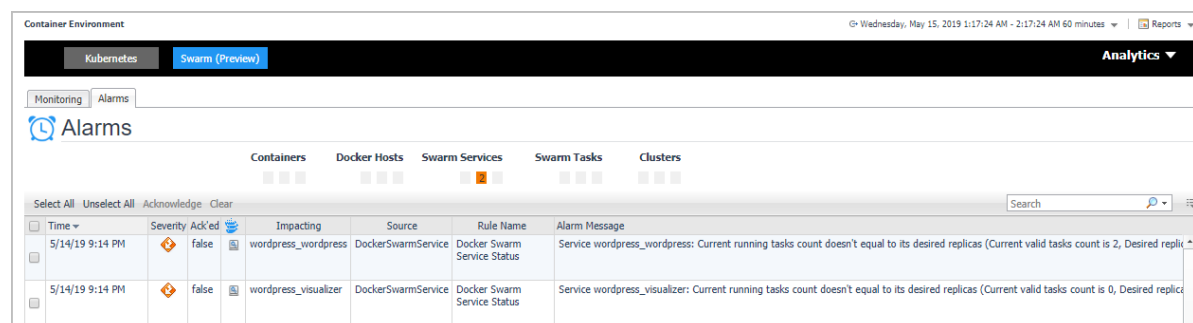 Container Environment
Wednesday, May 15, 2019 1:17:24 AM - 2:17:24 AM 60 minutes
Reports
Kubernetes
Swarm (Preview)
Analytics
Monitoring
Alarms
Alarms
Containers Docker Hosts Swarm Services Swarm Tasks Clusters
2
Select All Unselect All Acknowledge Clear
Search
Time Severity Ack'ed Impacting Source Rule Name Alarm Message
5/14/19 9:14 PM false wordpress_wordpress DockerSwarmService Docker Swarm Service Status Service wordpress_wordpress: Current running tasks count doesn't equal to its desired replicas (Current valid tasks count is 2, Desired
5/14/19 9:14 PM false wordpress_visualizer DockerSwarmService Docker Swarm Service Status Service wordpress_visualizer: Current running tasks count doesn't equal to its desired replicas (Current valid tasks count is 0, Desired